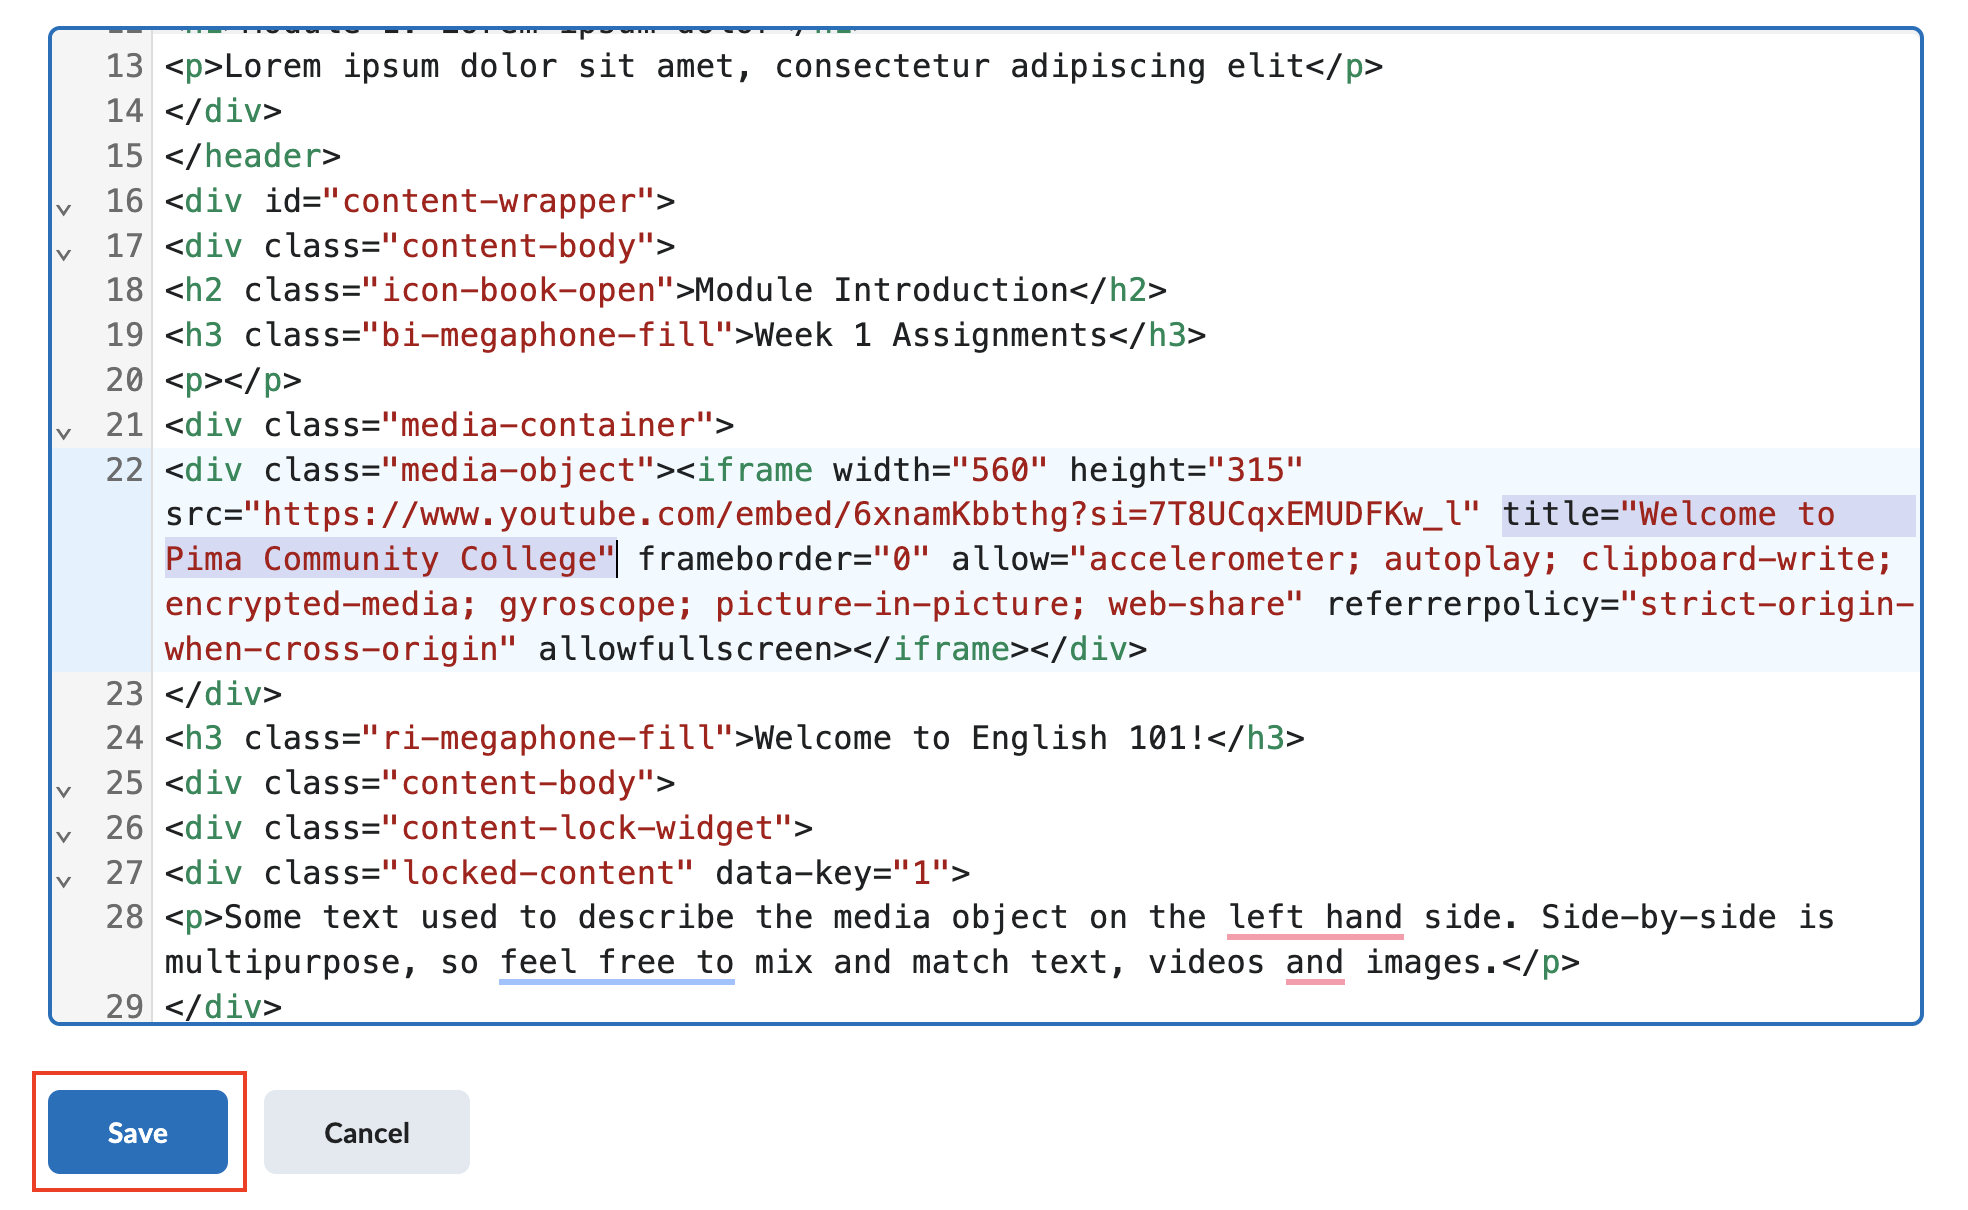 13 <p>Lorem ipsum dolor sit amet, consectetur adipiscing elit</p>
14 </div>
15 </header>
16 <div id="content-wrapper">
17 <div class="content-body">
18 <h2 class="icon-book-open">Module Introduction</h2>
19 <h3 class="bi-megaphone-fill">Week 1 Assignments</h3>
20 <p></p>
21 <div class="media-container">
22 <div class="media-object"><iframe width="560" height="315"
src="https://www.youtube.com/embed/6xnamKbbthg?si=7T8UCqxEMUDFKw_l" title="Welcome to
Pima Community College" frameborder="0" allow="accelerometer; autoplay; clipboard-write;
encrypted-media; gyroscope; picture-in-picture; web-share" referrerpolicy="strict-origin-
when-cross-origin" allowfullscreen></iframe></div>
23 </div>
24 <h3 class="ri-megaphone-fill">Welcome to English 101!</h3>
25 <div class="content-body">
26 <div class="content-lock-widget">
27 <div class="locked-content" data-key="1">
28 <p>Some text used to describe the media object on the left hand side. Side-by-side is
multipurpose, so feel free to mix and match text, videos and images.</p>
29 </div>
Save Cancel